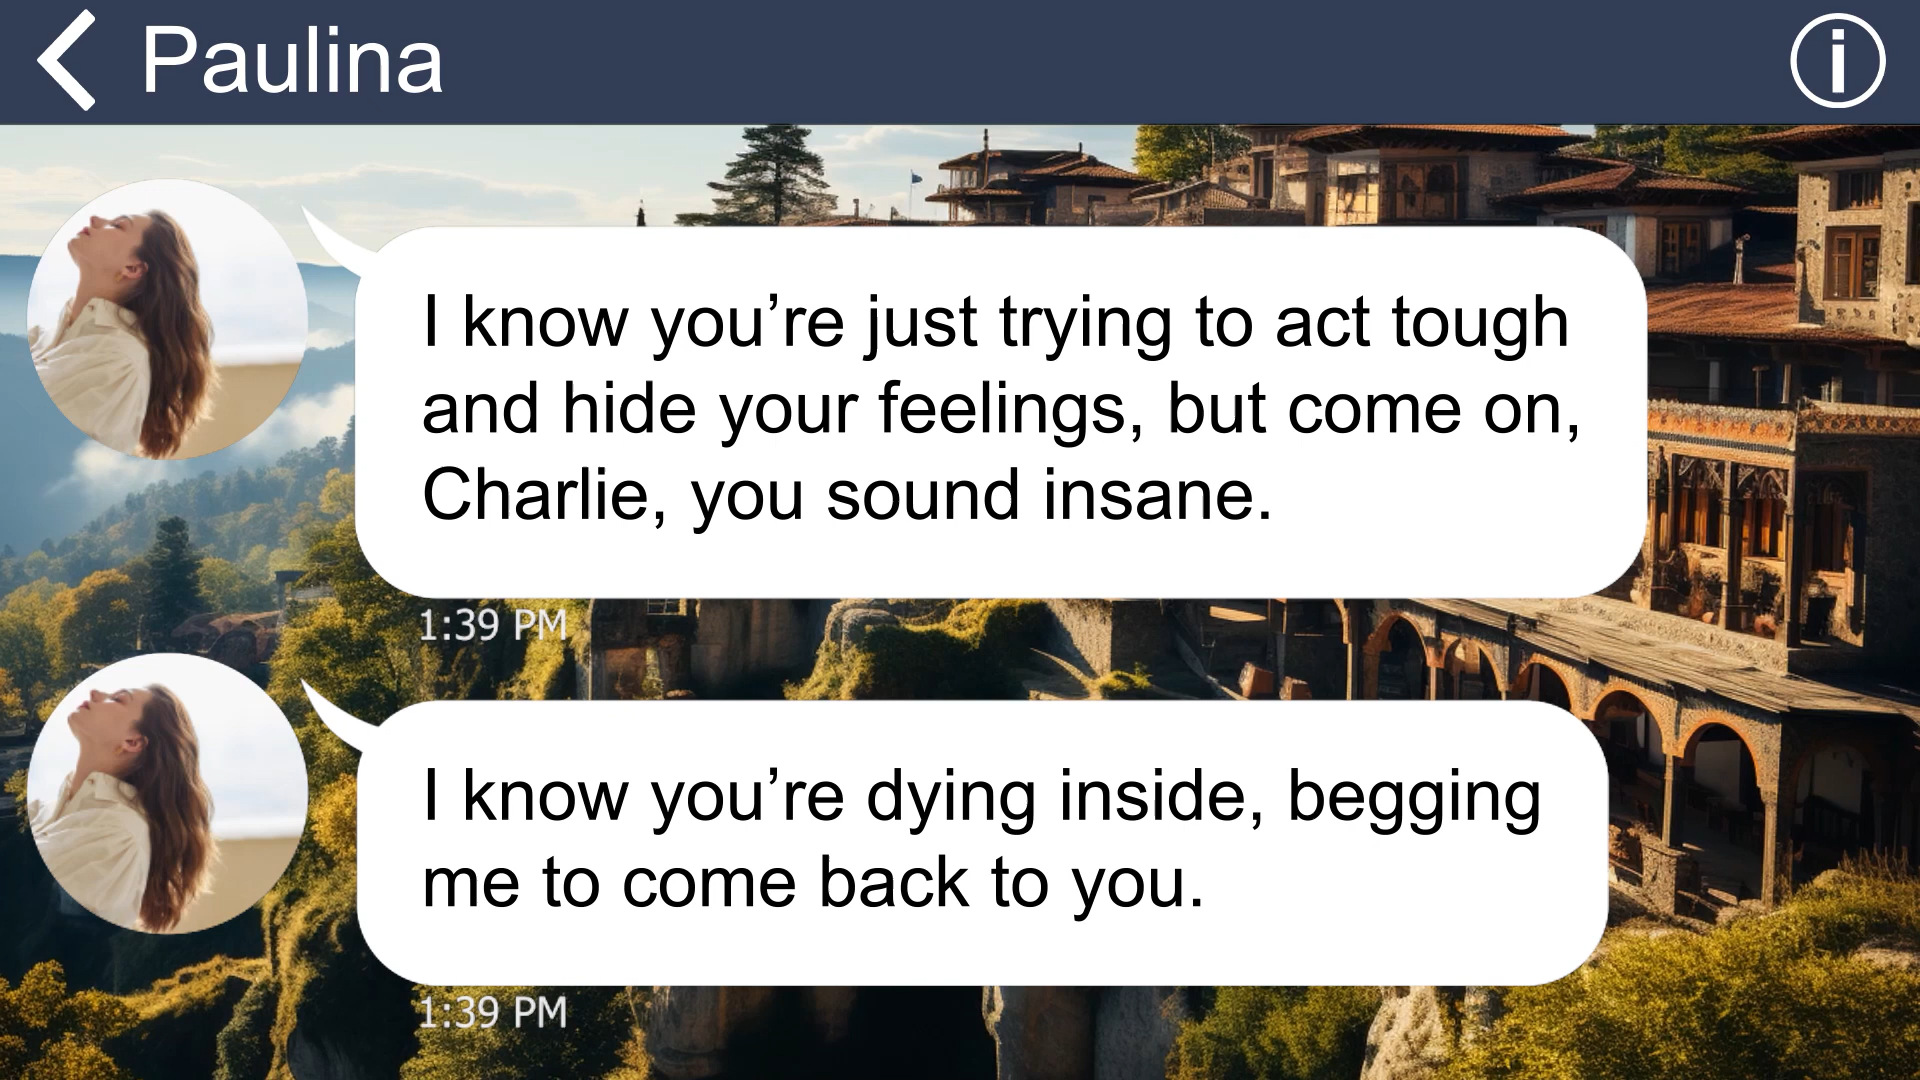 Paulina
I know you’re just trying to act tough
and hide your feelings, but come on,
Charlie, you sound insane.
1:39 PM
I know you’re dying inside, begging
me to come back to you.
1:39 PM